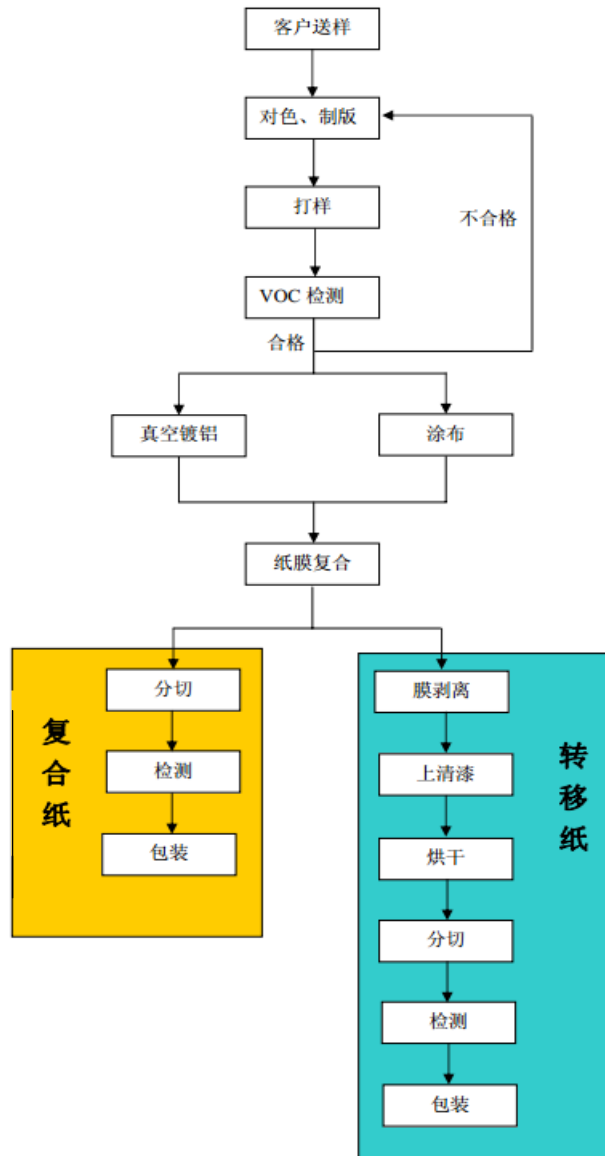 客户送样
对色、制版
打样
不合格
VOC 检测
合格
真空镀铝
涂布
纸膜复合
复合纸
分切
检测
包装
转移纸
膜剥离
上清漆
烘干
分切
检测
包装